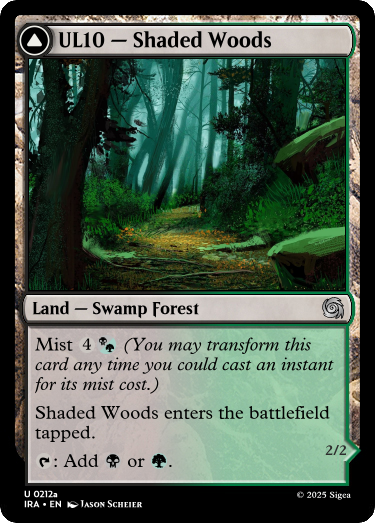 UL10 — Shaded Woods
Land — Swamp Forest
Mist 4 (You may transform this
card any time you could cast an instant
for its mist cost.)
Shaded Woods enters the battlefield
tapped.
: Add or .
2/2
U 0212a
IRA • EN Jason Scheier
© 2025 Sigea